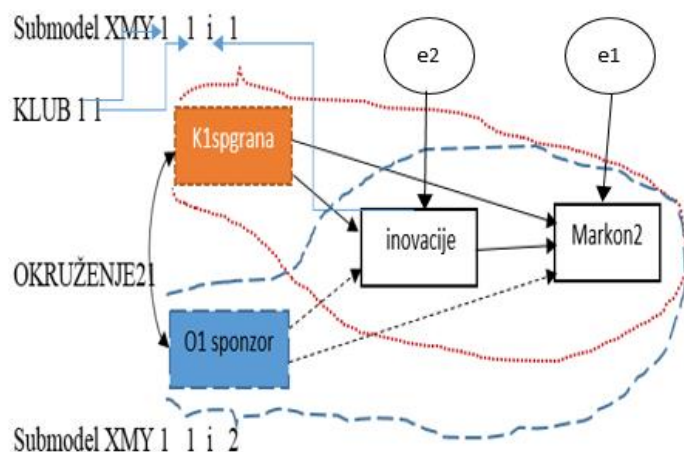 Submodel XMY 1 1 i 1
e2
e1
KLUB 1 1
K1spgrana
inovacije
Markon2
OKRUŽENJE21
O1 sponzor
Submodel XMY 1 1 i 2